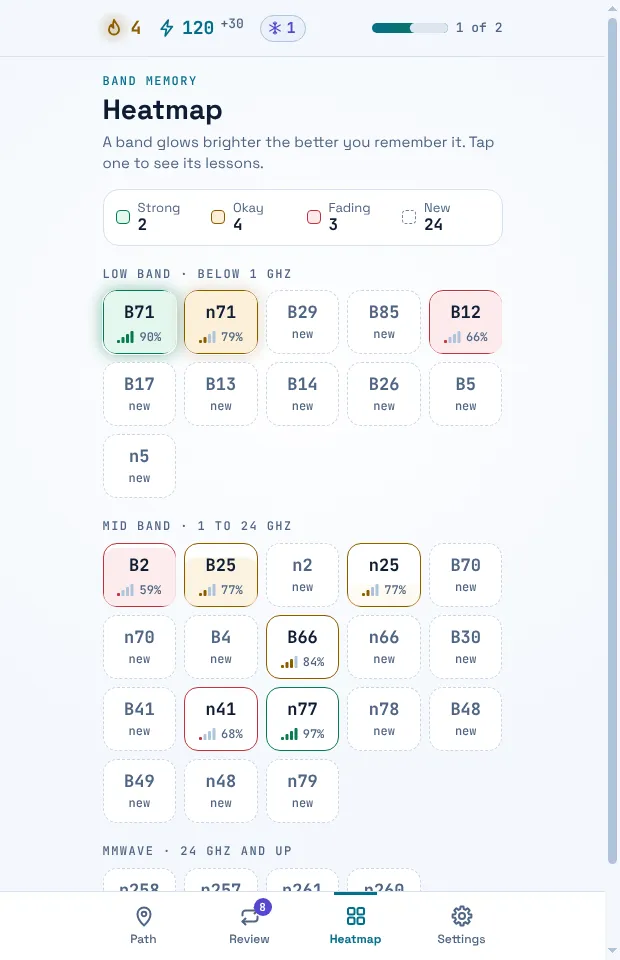 4 120 +30 1 1 of 2
BAND MEMORY
Heatmap
A band glows brighter the better you remember it. Tap
one to see its lessons.
Strong Okay Fading New
2 4 3 24
LOW BAND · BELOW 1 GHZ
B71 n71 B29 B85 B12
90% 79% new new 66%
B17 B13 B14 B26 B5
new new new new new
n5
new
MID BAND · 1 TO 24 GHZ
B2 B25 n2 n25 B70
59% 77% new 77% new
n70 B4 B66 n66 B30
new new 84% new new
B41 n41 n77 n78 B48
new 68% 97% new new
B49 n48 n79
new new new
MMWAVE · 24 GHZ AND UP
n258 n257 n261 n260
8
Path Review Heatmap Settings